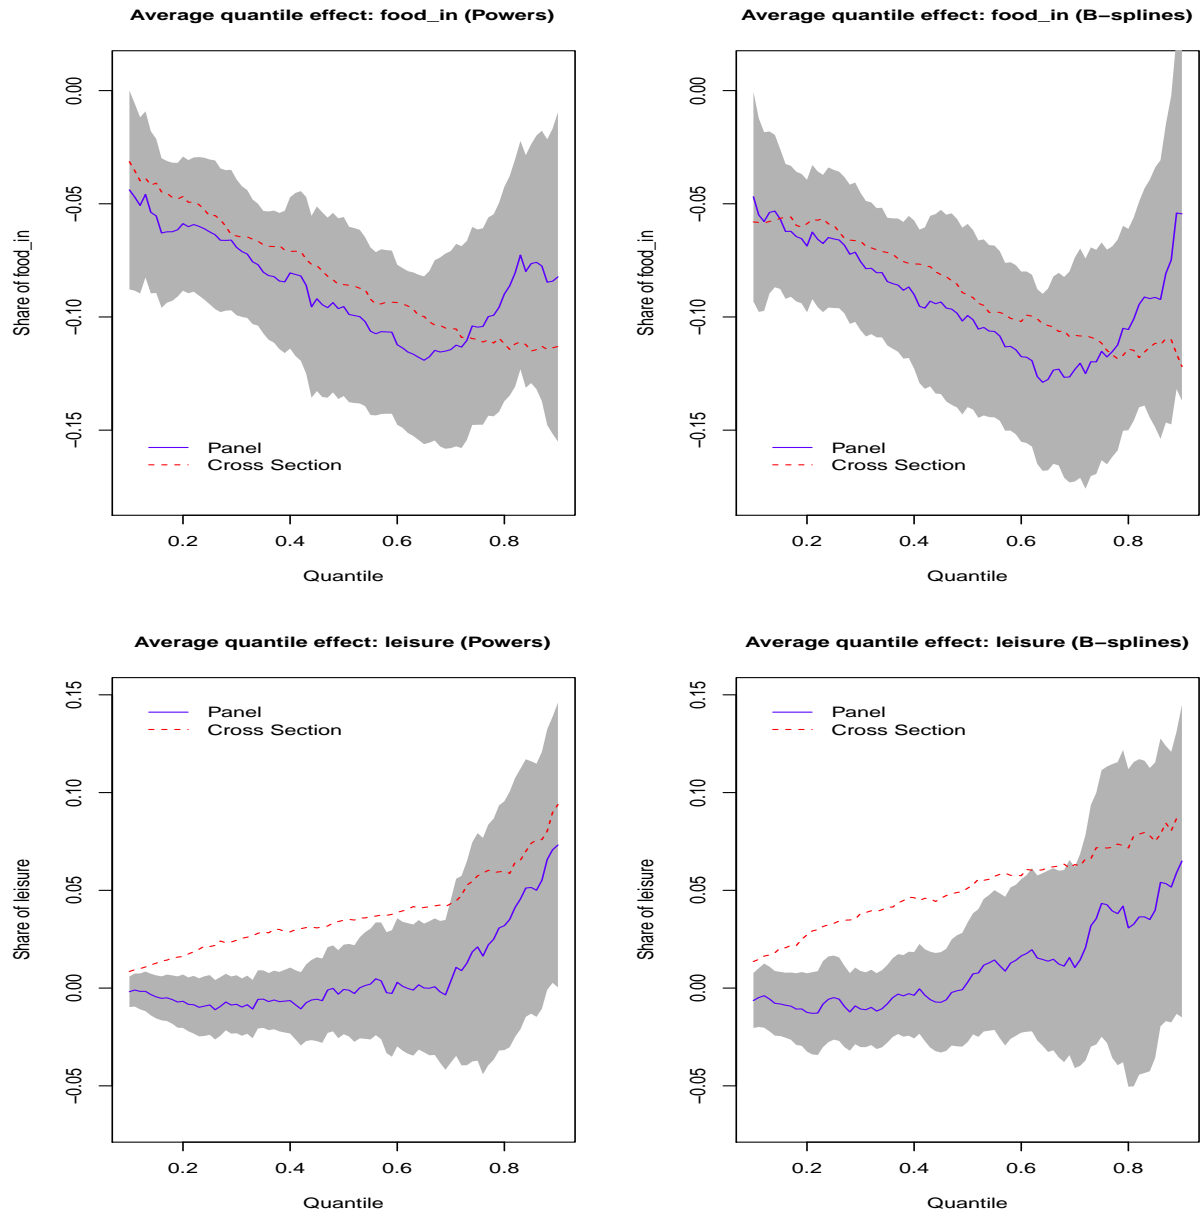 Average quantile effect: food_in (Powers)
Share of food_in
0.00
−0.05
−0.10
−0.15
Panel
Cross Section
0.2 0.4 0.6 0.8
Quantile
Average quantile effect: food_in (B−splines)
Share of food_in
0.00
−0.05
−0.10
−0.15
Panel
Cross Section
0.2 0.4 0.6 0.8
Quantile
Average quantile effect: leisure (Powers)
Share of leisure
0.15
0.10
0.05
0.00
−0.05
Panel
Cross Section
0.2 0.4 0.6 0.8
Quantile
Average quantile effect: leisure (B−splines)
Share of leisure
0.15
0.10
0.05
0.00
−0.05
Panel
Cross Section
0.2 0.4 0.6 0.8
Quantile